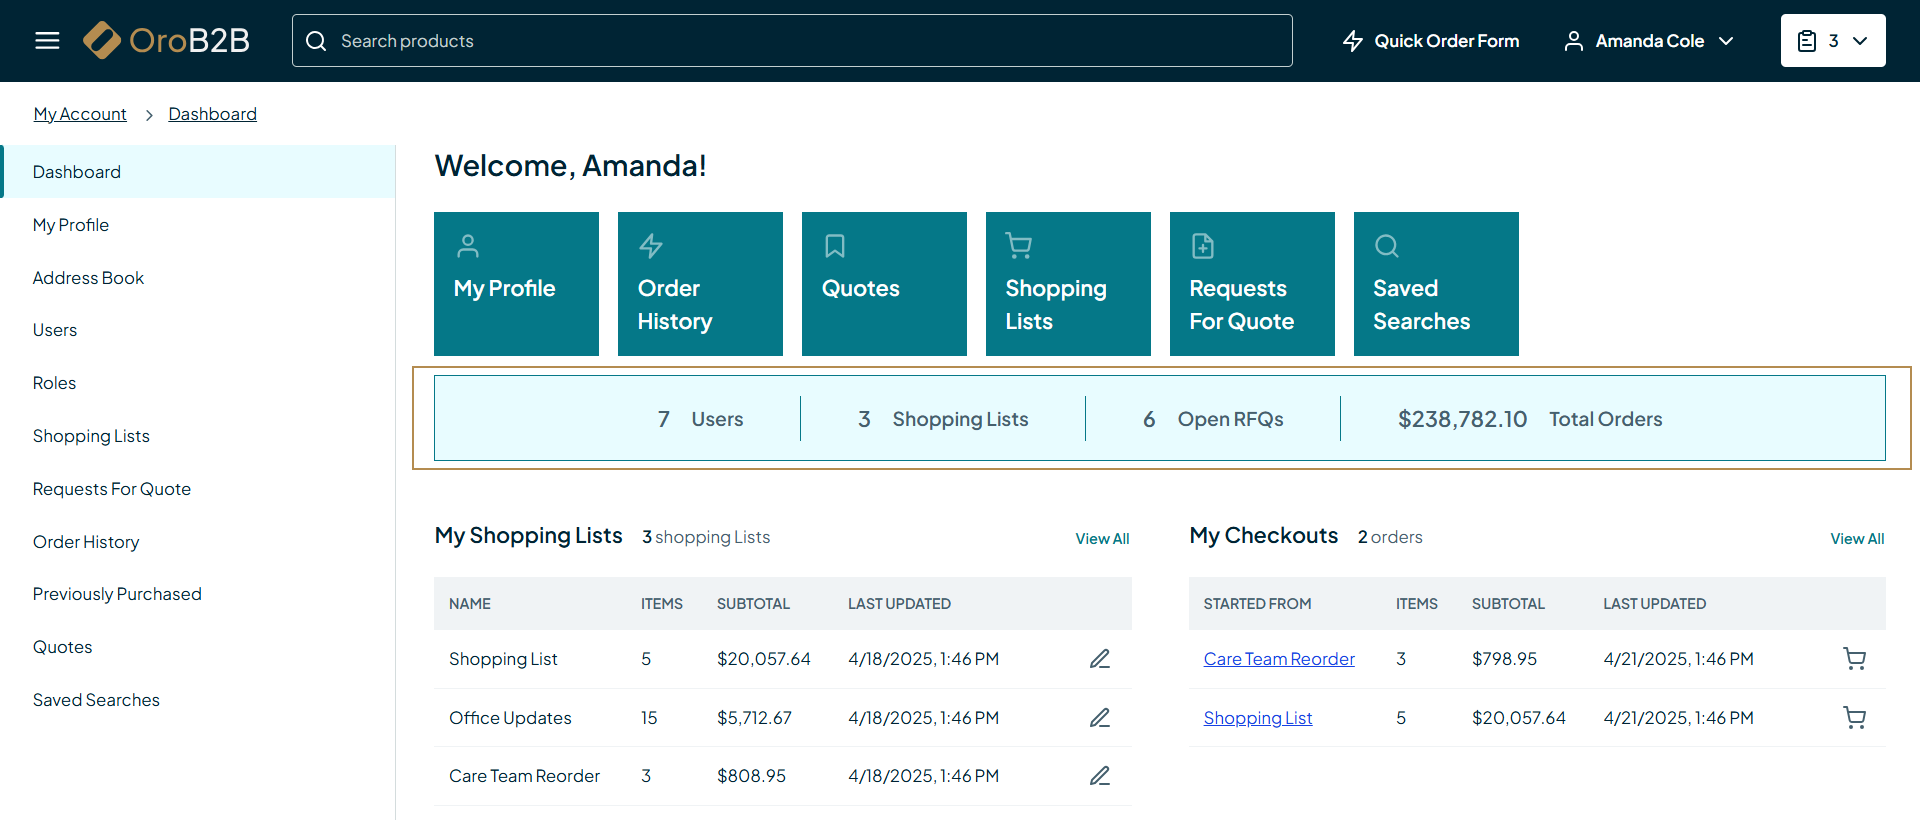 OroB2B
Search products
Quick Order Form
Amanda Cole
3
My Account
Dashboard
Dashboard
My Profile
Address Book
Users
Roles
Shopping Lists
Requests For Quote
Order History
Previously Purchased
Quotes
Saved Searches
Welcome, Amanda!
My Profile
Order
History
Quotes
Shopping
Lists
Requests
For Quote
Saved
Searches
7 Users
3 Shopping Lists
6 Open RFQs
$238,782.10 Total Orders
My Shopping Lists 3 shopping Lists View All
NAME ITEMS SUBTOTAL LAST UPDATED
Shopping List 5 $20,057.64 4/18/2025, 1:46 PM
Office Updates 15 $5,712.67 4/18/2025, 1:46 PM
Care Team Reorder 3 $808.95 4/18/2025, 1:46 PM
My Checkouts 2 orders View All
STARTED FROM ITEMS SUBTOTAL LAST UPDATED
Care Team Reorder 3 $798.95 4/21/2025, 1:46 PM
Shopping List 5 $20,057.64 4/21/2025, 1:46 PM